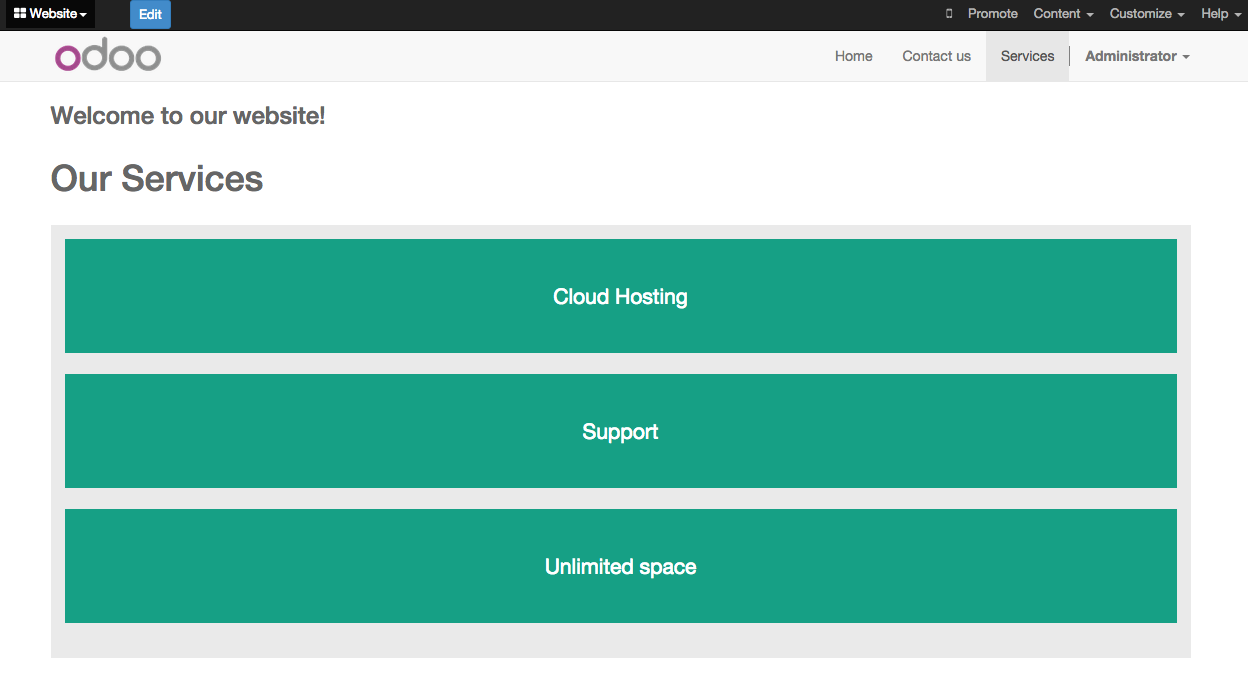 Website Edit Promote Content Customize Help
odoo Home Contact us Services Administrator
Welcome to our website!
Our Services
Cloud Hosting
Support
Unlimited space